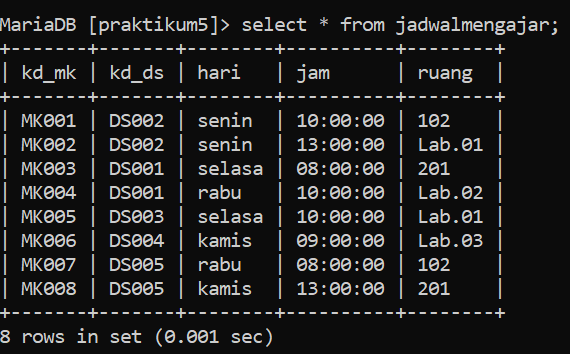 MariaDB [praktikum5]> select * from jadwalmengajar;
+-------+-------+--------+----------+--------+
| kd_mk | kd_ds | hari   | jam      | ruang  |
+-------+-------+--------+----------+--------+
| MK001 | DS002 | senin  | 10:00:00 | 102    |
| MK002 | DS002 | senin  | 13:00:00 | Lab.01 |
| MK003 | DS001 | selasa | 08:00:00 | 201    |
| MK004 | DS001 | rabu   | 10:00:00 | Lab.02 |
| MK005 | DS003 | selasa | 10:00:00 | Lab.01 |
| MK006 | DS004 | kamis  | 09:00:00 | Lab.03 |
| MK007 | DS005 | rabu   | 08:00:00 | 102    |
| MK008 | DS005 | kamis  | 13:00:00 | 201    |
+-------+-------+--------+----------+--------+
8 rows in set (0.001 sec)